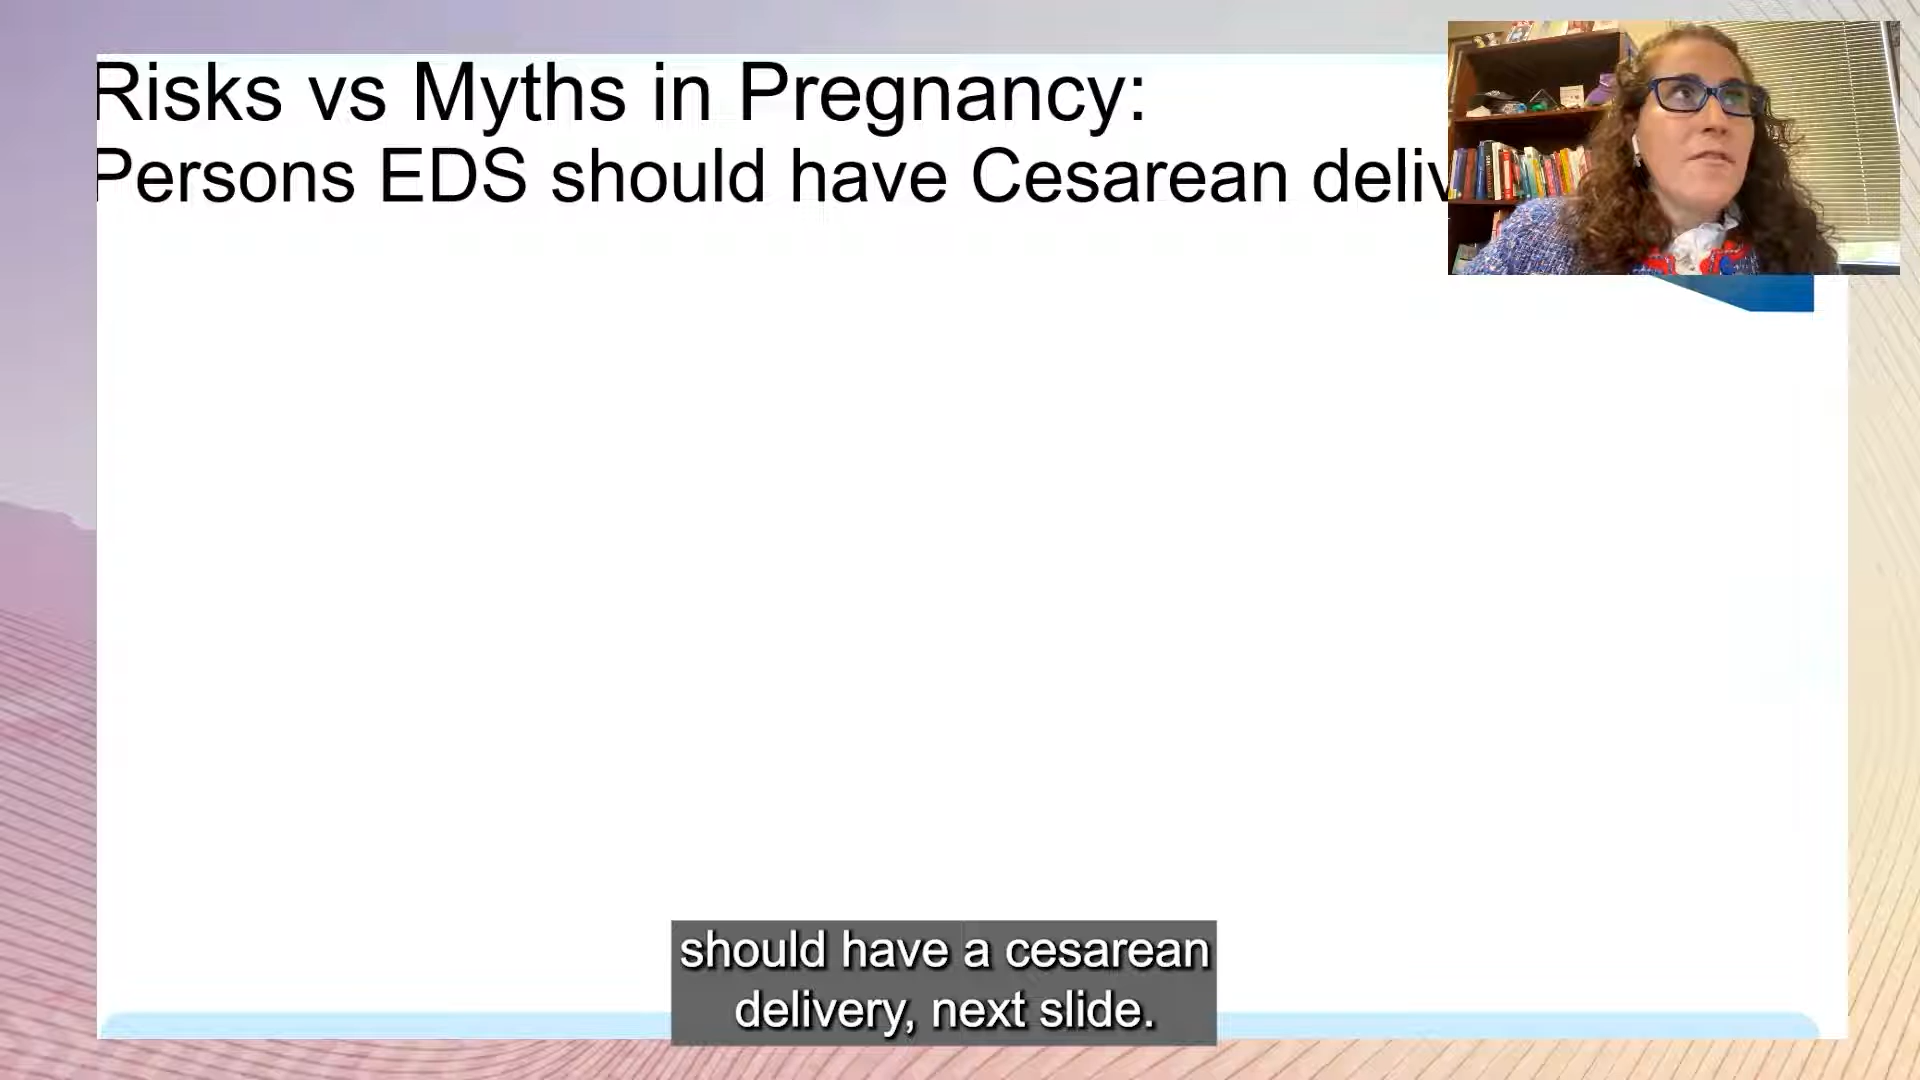 Risks vs Myths in Pregnancy:
Persons EDS should have Cesarean deliv
should have a cesarean
delivery, next slide.